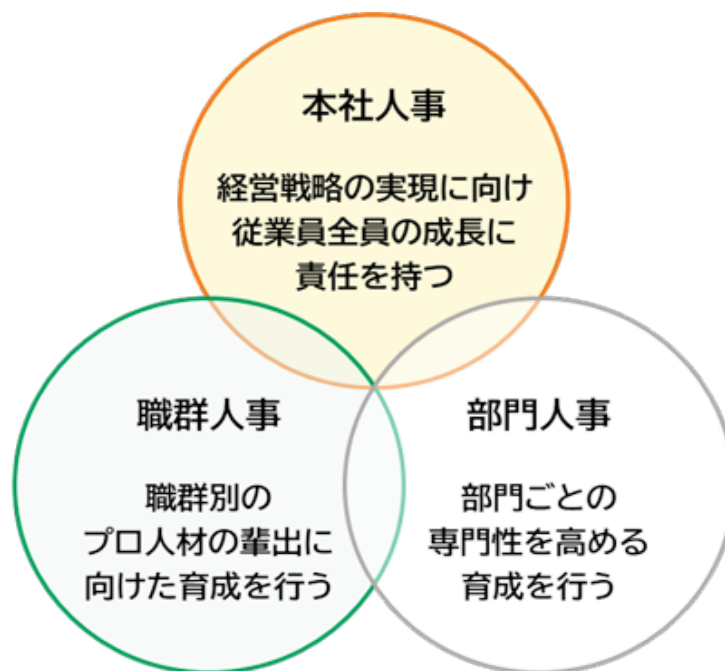 本社人事
経営戦略の実現に向け
従業員全員の成長に
責任を持つ
職群人事
職群別の
プロ人材の輩出に
向けた育成を行う
部門人事
部門ごとの
専門性を高める
育成を行う